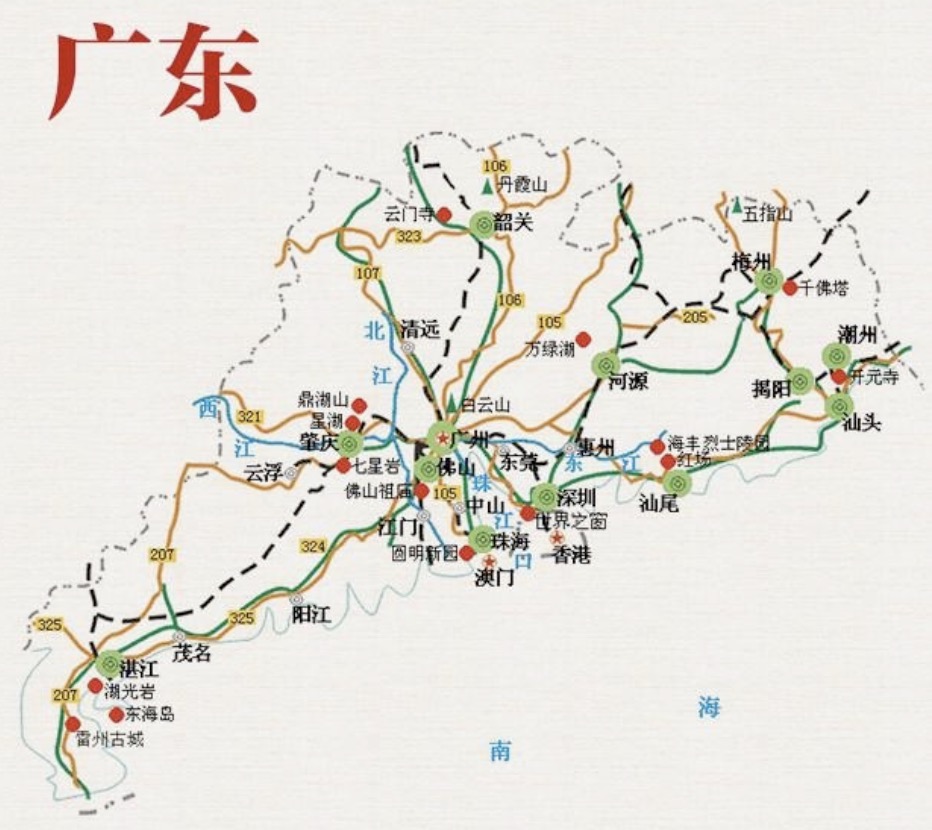 广东
106
丹霞山
云门寺
韶关
五指山
323
梅州
107
千佛塔
106
205
105
北
清远
潮州
万绿湖
江
河源
开元寺
揭阳
鼎湖山
白云山
西
321
星湖
汕头
肇庆
广州
江
惠州
海丰烈士陵园
七星岩
佛山
东莞
东
江
红场
云浮
佛山祖庙
105
珠
深圳
汕尾
中山
江门
江
世界之窗
324
圆明新园
珠海
口
香港
207
澳门
325
325
阳江
茂名
湛江
207
湖光岩
东海岛
海
雷州古城
南